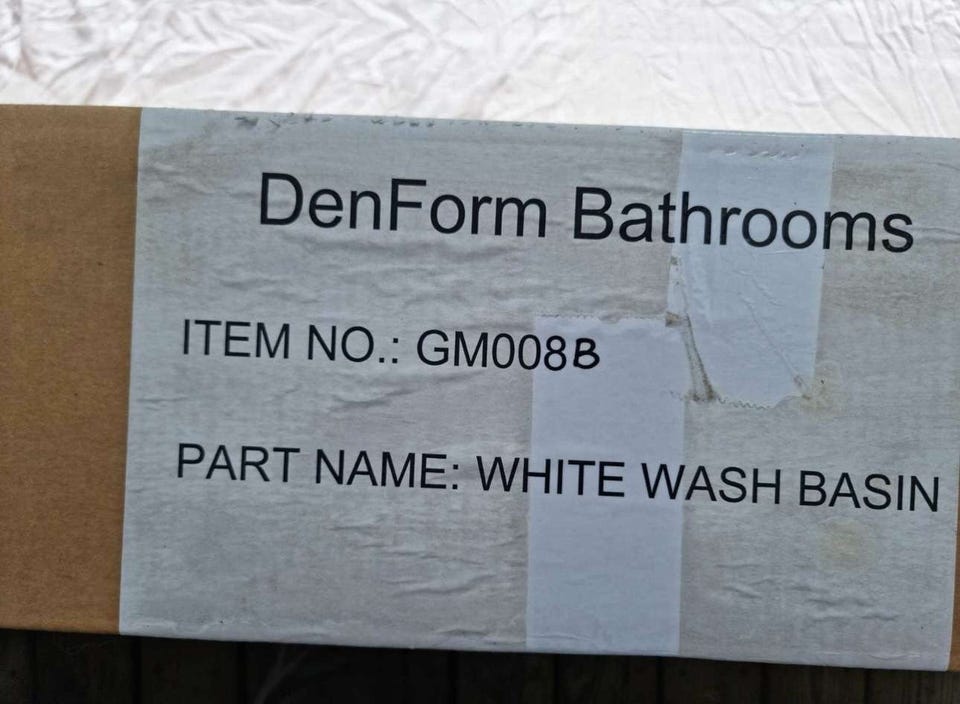 DenForm Bathrooms
ITEM NO.: GM008B
PART NAME: WHITE WASH BASIN